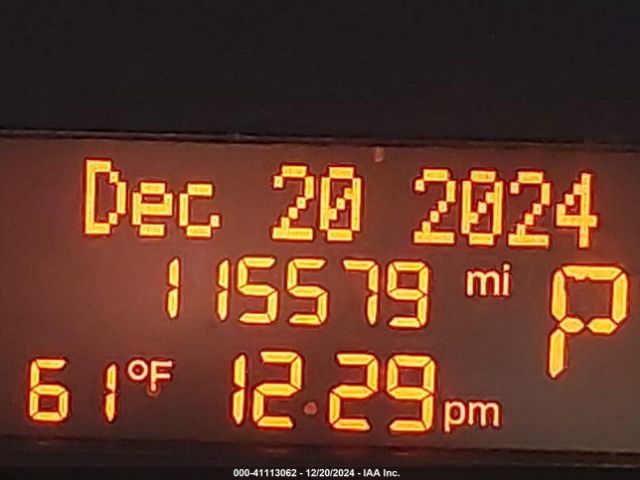 Dec 20 2024
115579 mi P
61°F 12:29 pm
000-41113062 - 12/20/2024 - IAA Inc.